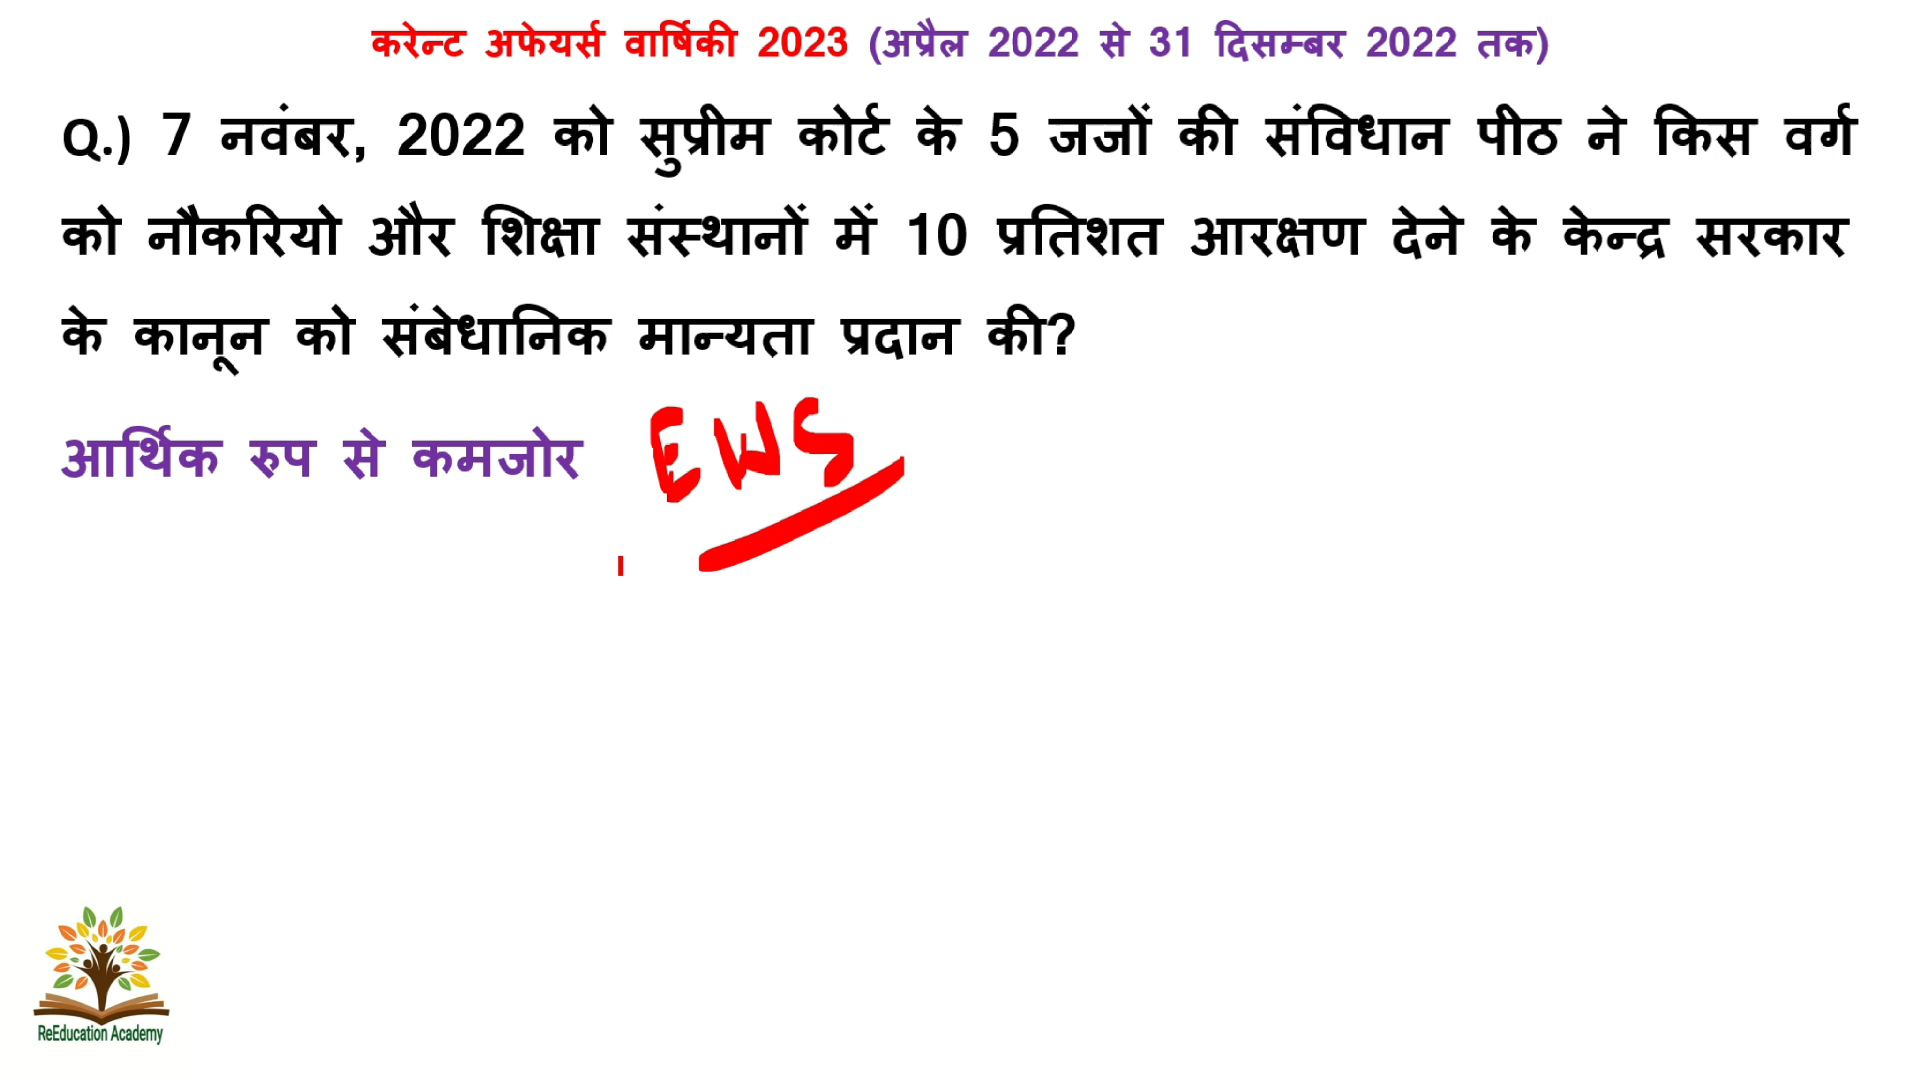 करेन्ट अफेयर्स वार्षिकी 2023 (अप्रैल 2022 से 31 दिसम्बर 2022 तक)
Q.) 7 नवंबर, 2022 को सुप्रीम कोर्ट के 5 जजों की संविधान पीठ ने किस वर्ग
को नौकरियो और शिक्षा संस्थानों में 10 प्रतिशत आरक्षण देने के केन्द्र सरकार
के कानून को संबेधानिक मान्यता प्रदान की?
आर्थिक रुप से कमजोर EWS
ReEducation Academy